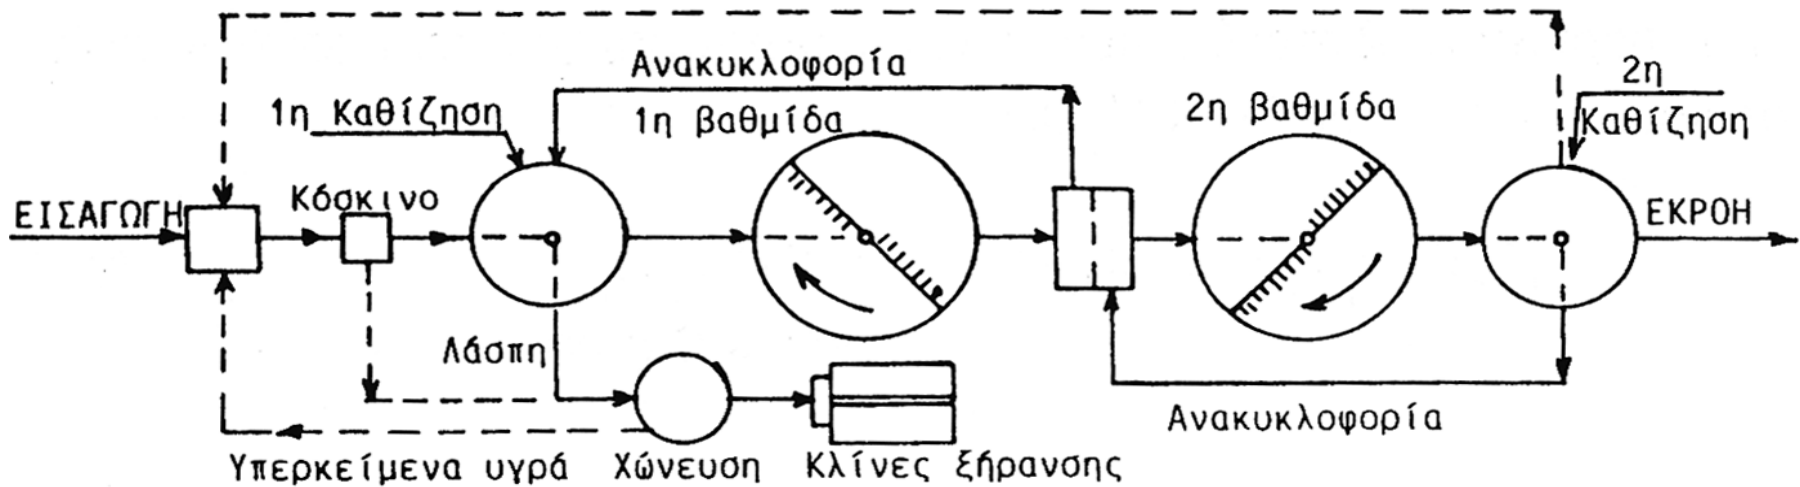 Ανακυκλοφορία
2η
1η Καθίζηση
1η βαθμίδα
2η βαθμίδα
Καθίζηση
ΕΙΣΑΓΩΓΗ
Κόσκινο
ΕΚΡΟΗ
Λάσπη
Ανακυκλοφορία
Υπερκείμενα υγρά
Χώνευση
Κλίνες ξήρανσης